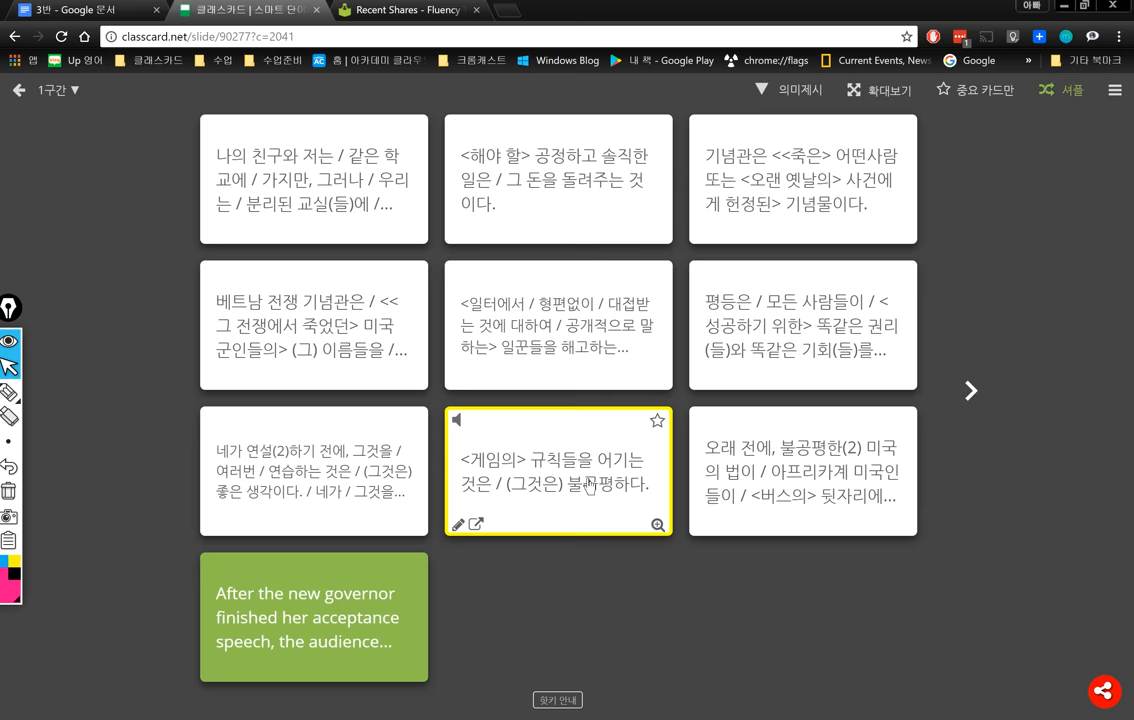 3반 - Google 문서
클래스카드 | 스마트 단어
Recent Shares - Fluency
아빠
classcard.net/slide/90277?c=2041
1
앱
Up 영어
클래스카드
수업
수업준비
홈 | 아카데미 클라우
크롬캐스트
Windows Blog
내 책 - Google Play
chrome://flags
Current Events, News
Google
»
기타 북마크
1구간 ▼
의미제시
확대보기
중요 카드만
셔플
나의 친구와 저는 / 같은 학
교에 / 가지만, 그러나 / 우리
는 / 분리된 교실(들)에 /...
<해야 할> 공정하고 솔직한
일은 / 그 돈을 돌려주는 것
이다.
기념관은 <<죽은> 어떤사람
또는 <오랜 옛날의> 사건에
게 헌정된> 기념물이다.
베트남 전쟁 기념관은 / <<
그 전쟁에서 죽었던> 미국
군인들의> (그) 이름들을 /...
<일터에서 / 형편없이 / 대접받
는 것에 대하여 / 공개적으로 말
하는> 일꾼들을 해고하는...
평등은 / 모든 사람들이 / <
성공하기 위한> 똑같은 권리
(들)와 똑같은 기회(들)를...
네가 연설(2)하기 전에, 그것을 /
여러번 / 연습하는 것은 / (그것은)
좋은 생각이다. / 네가 / 그것을...
<게임의> 규칙들을 어기는
것은 / (그것은) 불공평하다.
오래 전에, 불공평한(2) 미국
의 법이 / 아프리카계 미국인
들이 / <버스의> 뒷자리에...
After the new governor
finished her acceptance
speech, the audience...
핫키 안내